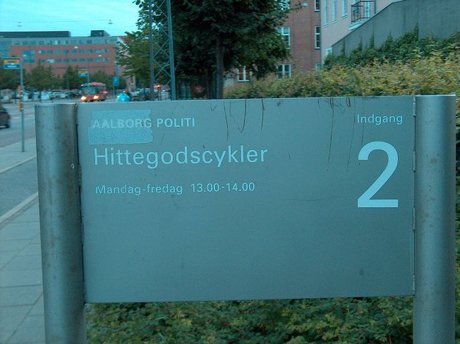 AALBORG POLITI
Indgang
Hittegodscykler
2
Mandag-fredag 13.00-14.00